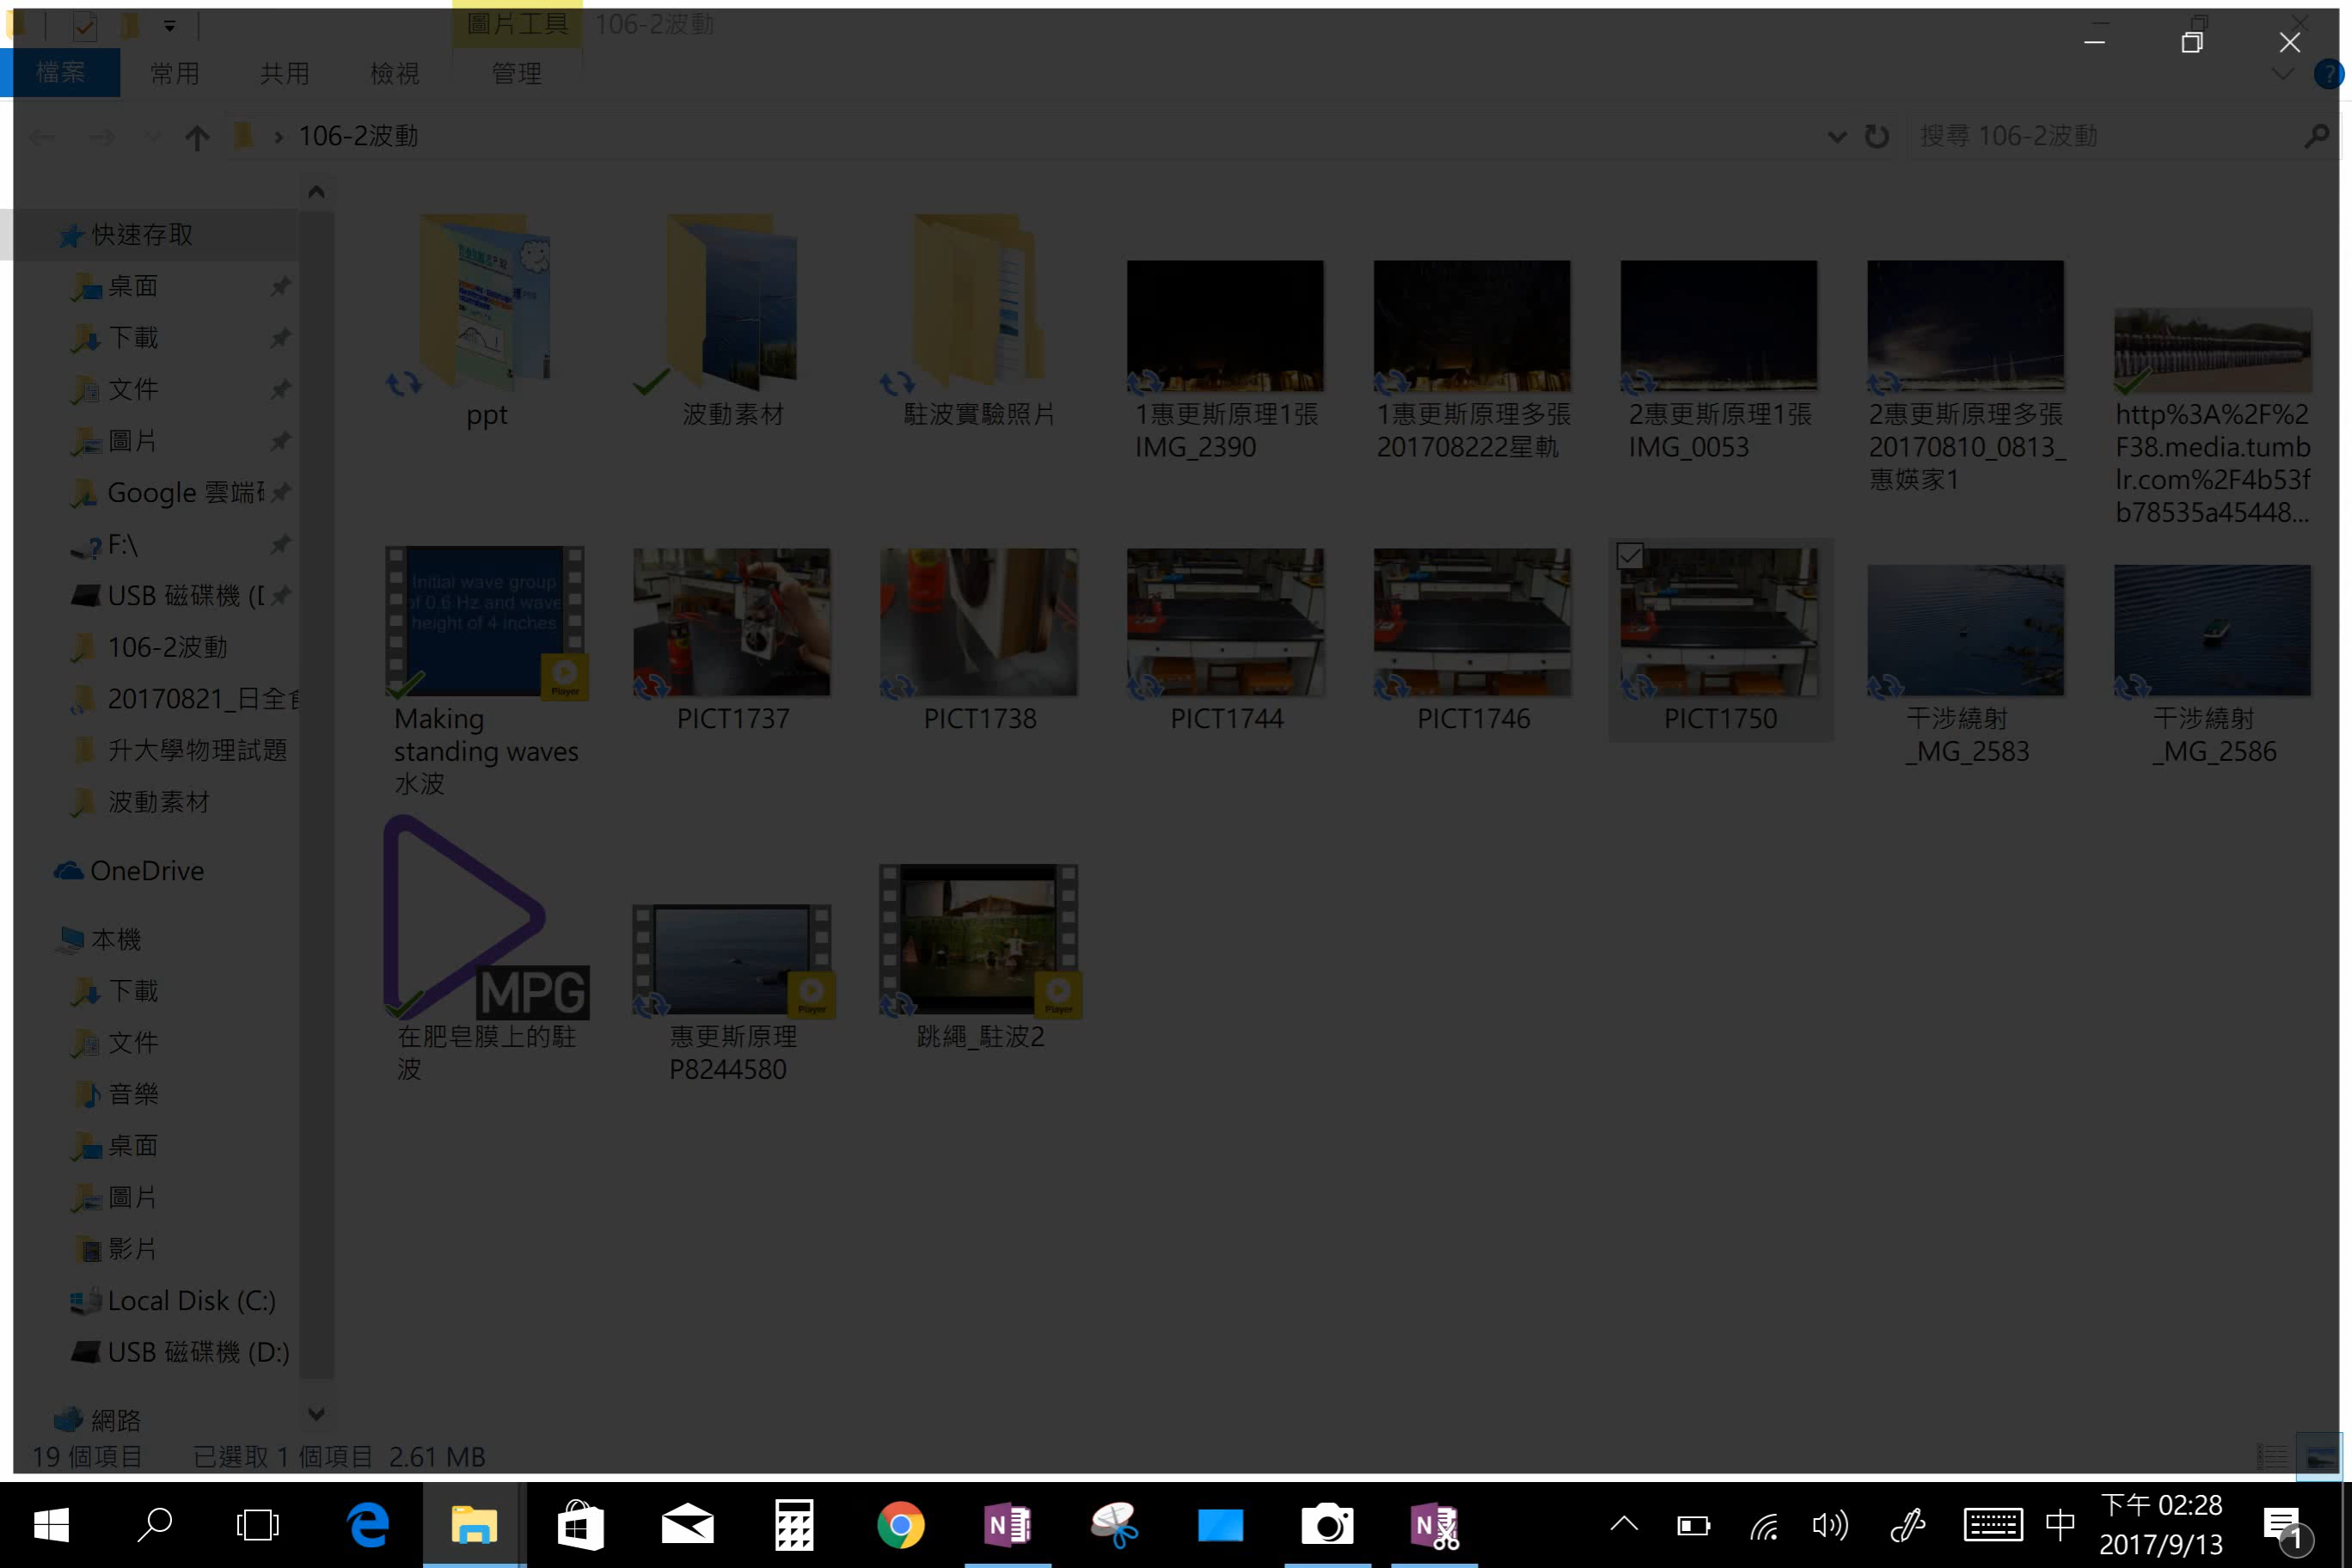 圖片工具 106-2波動
檔案 常用 共用 檢視 管理
106-2波動 搜尋 106-2波動
快速存取
桌面
下載
文件
圖片
Google 雲端
F:\
USB 磁碟機 (
106-2波動
20170821_日全食
升大學物理試題
波動素材
OneDrive
本機
下載
文件
音樂
桌面
圖片
影片
Local Disk (C:)
USB 磁碟機 (D:)
網路
ppt
波動素材
駐波實驗照片
1惠更斯原理1張
IMG_2390
1惠更斯原理多張
201708222星軌
2惠更斯原理1張
IMG_0053
2惠更斯原理多張
20170810_0813_
惠媖家1
http%3A%2F%2
F38.media.tumb
lr.com%2F4b53f
b78535a45448...
Initial wave group
of 0.6 Hz and wave
height of 4 inches
Player
Making
standing waves
水波
PICT1737
PICT1738
PICT1744
PICT1746
PICT1750
干涉繞射
_MG_2583
干涉繞射
_MG_2586
MPG
在肥皂膜上的駐
波
Player
惠更斯原理
P8244580
Player
跳繩_駐波2
19 個項目 已選取 1 個項目 2.61 MB
中
下午 02:28
2017/9/13
1